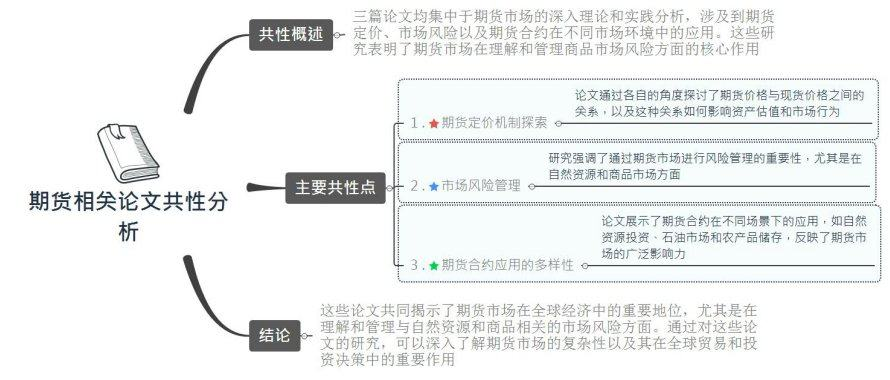 期货相关论文共性分
析
共性概述
三篇论文均集中于期货市场的深入理论和实践分析，涉及到期货
定价、市场风险以及期货合约在不同市场环境中的应用。这些研
究表明了期货市场在理解和管理商品市场风险方面的核心作用
主要共性点
1. 期货定价机制探索
论文通过各自的角度探讨了期货价格与现货价格之间的
关系，以及这种关系如何影响资产估值和市场行为
2. 市场风险管理
研究强调了通过期货市场进行风险管理的重要性，尤其是在
自然资源和商品市场方面
3. 期货合约应用的多样性
论文展示了期货合约在不同场景下的应用，如自然
资源投资、石油市场和农产品储存，反映了期货市
场的广泛影响力
结论
这些论文共同揭示了期货市场在全球经济中的重要地位，尤其是在
理解和管理与自然资源和商品相关的市场风险方面。通过对这些论
文的研究，可以深入了解期货市场的复杂性以及其在全球贸易和投
资决策中的重要作用